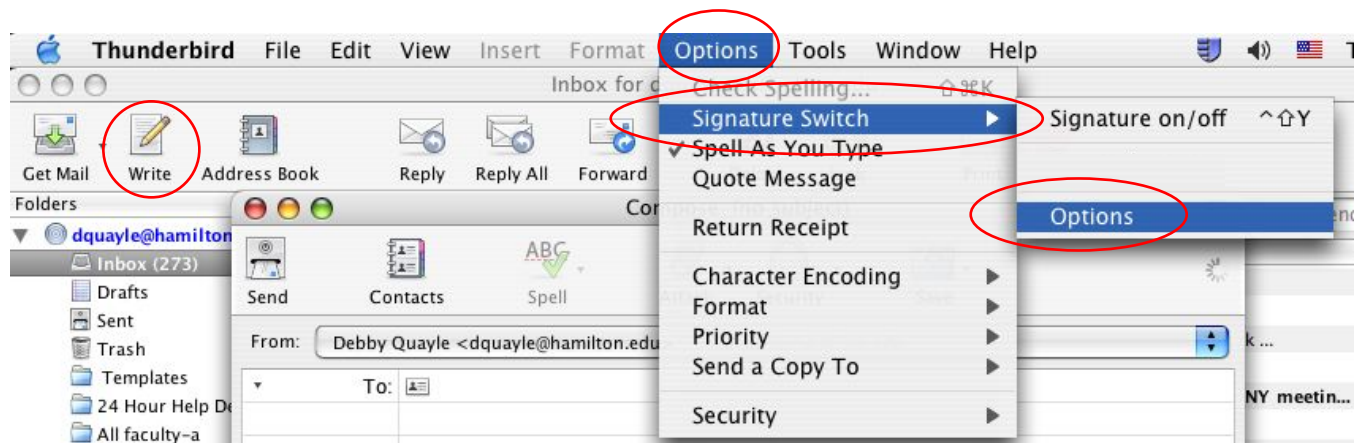 Thunderbird File Edit View Insert Format Options Tools Window Help
Inbox for d
Check Spelling... ⇧⌘K
Signature Switch ▶
Signature on/off ^⇧Y
✓ Spell As You Type
Quote Message
Options
Return Receipt
Character Encoding ▶
Format ▶
Priority ▶
Send a Copy To ▶
Security ▶
Get Mail Write Address Book Reply Reply All Forward
Folders
dquayle@hamilton
Inbox (273)
Drafts
Sent
Trash
Templates
24 Hour Help De
All faculty-a
ABC
Send Contacts Spell
From: Debby Quayle <dquayle@hamilton.edu
To:
k ...
NY meetin...